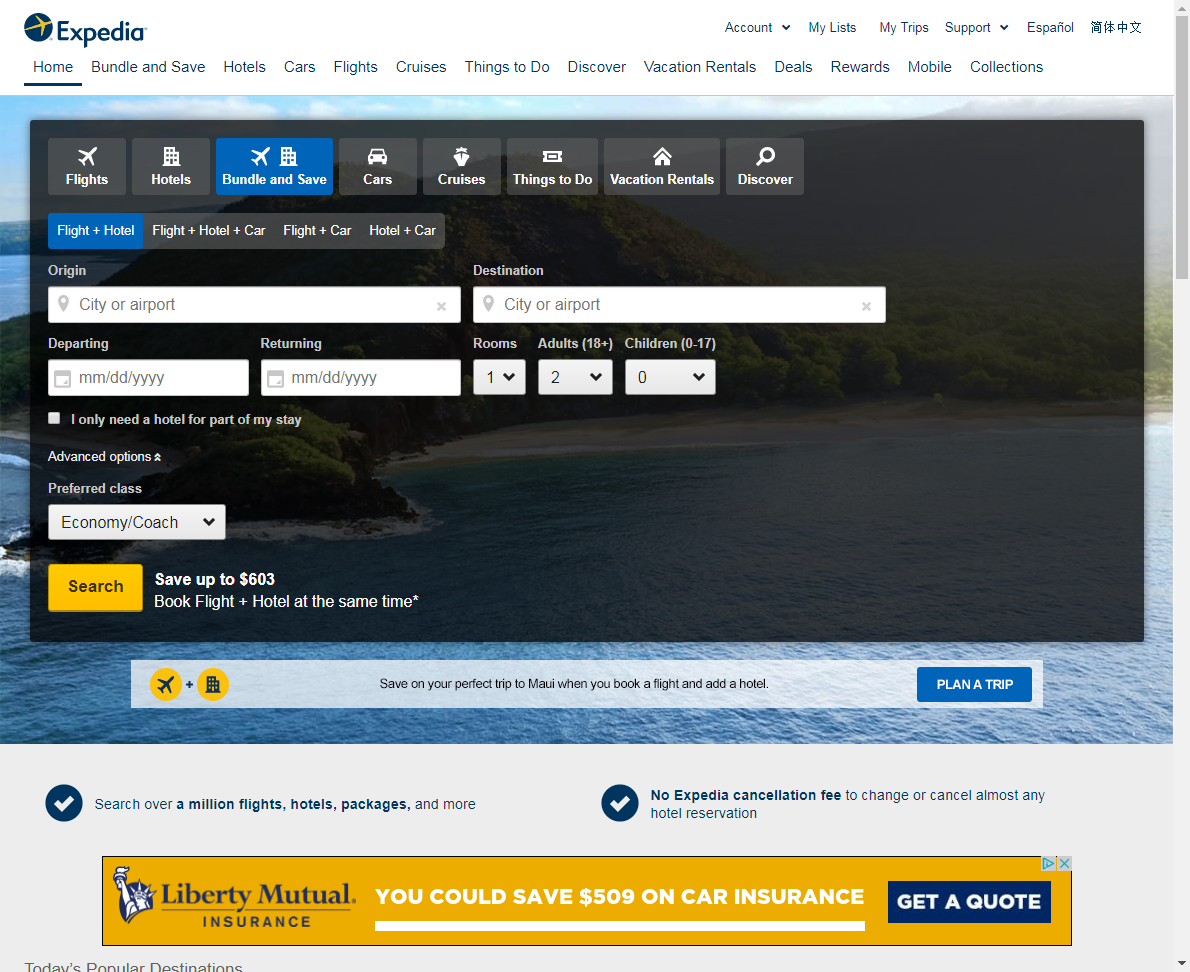 Expedia
Account My Lists My Trips Support Español 简体中文
Home Bundle and Save Hotels Cars Flights Cruises Things to Do Discover Vacation Rentals Deals Rewards Mobile Collections
Flights Hotels Bundle and Save Cars Cruises Things to Do Vacation Rentals Discover
Flight + Hotel Flight + Hotel + Car Flight + Car Hotel + Car
Origin Destination
City or airport City or airport
Departing Returning Rooms Adults (18+) Children (0-17)
mm/dd/yyyy mm/dd/yyyy 1 2 0
I only need a hotel for part of my stay
Advanced options
Preferred class
Economy/Coach
Search
Save up to $603
Book Flight + Hotel at the same time*
+ Save on your perfect trip to Maui when you book a flight and add a hotel. PLAN A TRIP
Search over a million flights, hotels, packages, and more
No Expedia cancellation fee to change or cancel almost any
hotel reservation
Liberty Mutual.
INSURANCE
YOU COULD SAVE $509 ON CAR INSURANCE
GET A QUOTE
Today's Popular Destinations